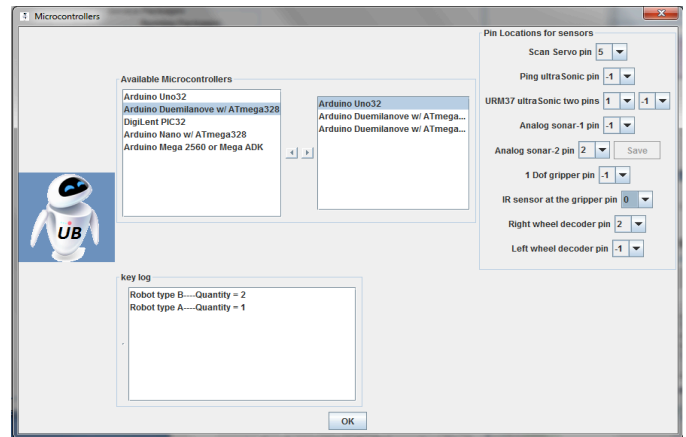 Microcontrollers
Pin Locations for sensors
Scan Servo pin 5
Ping ultraSonic pin -1
URM37 ultraSonic two pins 1 -1
Analog sonar-1 pin -1
Analog sonar-2 pin 2 Save
1 Dof gripper pin -1
IR sensor at the gripper pin 0
Right wheel decoder pin 2
Left wheel decoder pin -1
Available Microcontrollers
Arduino Uno32
Arduino Duemilanove w/ ATmega328
DigiLent PIC32
Arduino Nano w/ ATmega328
Arduino Mega 2560 or Mega ADK
Arduino Uno32
Arduino Duemilanove w/ ATmega...
Arduino Duemilanove w/ ATmega...
UB
key log
Robot type B----Quantity = 2
Robot type A----Quantity = 1
OK